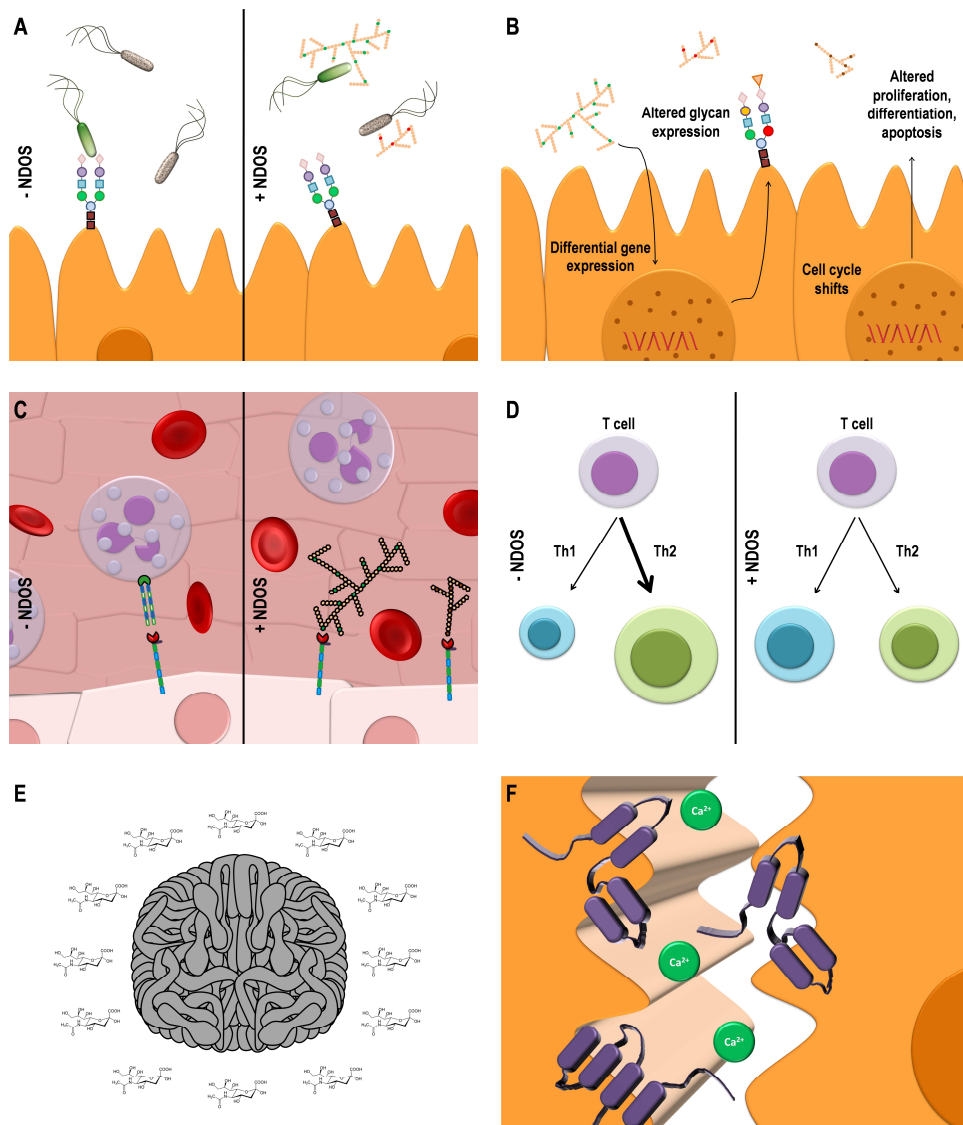 A
- NDOS
+ NDOS
B
Altered glycan
expression
Altered
proliferation,
differentiation,
apoptosis
Differential gene
expression
Cell cycle
shifts
C
- NDOS
+ NDOS
D
T cell
- NDOS
Th1
Th2
T cell
+ NDOS
Th1
Th2
E
F
Ca2+
Ca2+
Ca2+